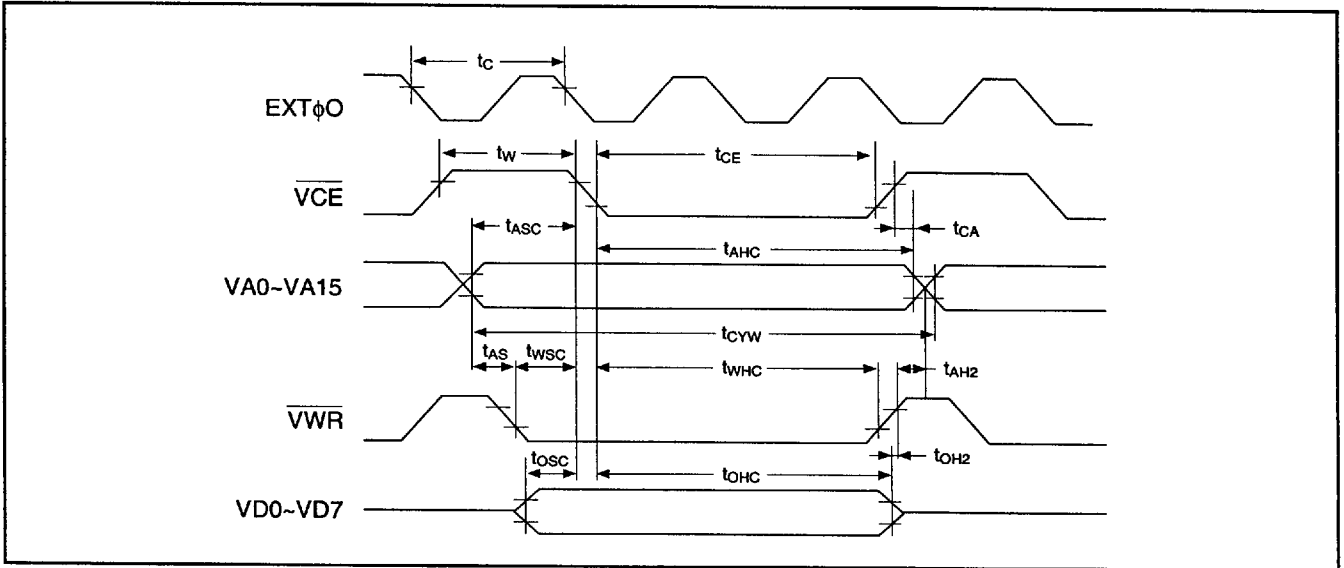 tC
EXTφO
tW
tCE
VCE
tCA
tASC
tAHC
VA0~VA15
tCYW
tAS
tWSC
tWHC
tAH2
VWR
tOH2
tOSC
tOHC
VD0~VD7